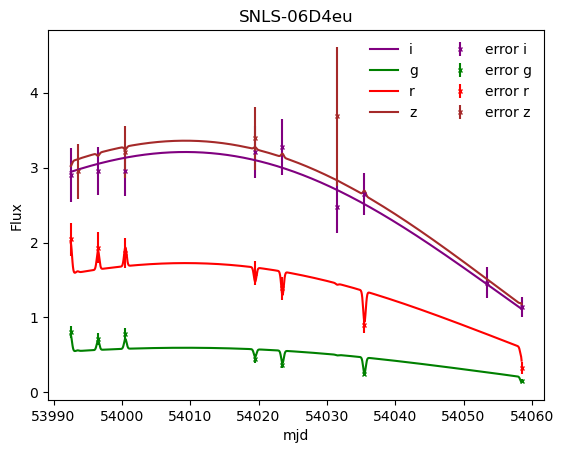 SNLS-06D4eu
i error i
g error g
r error r
z error z
4
3
2
1
0
Flux
53990 54000 54010 54020 54030 54040 54050 54060
mjd